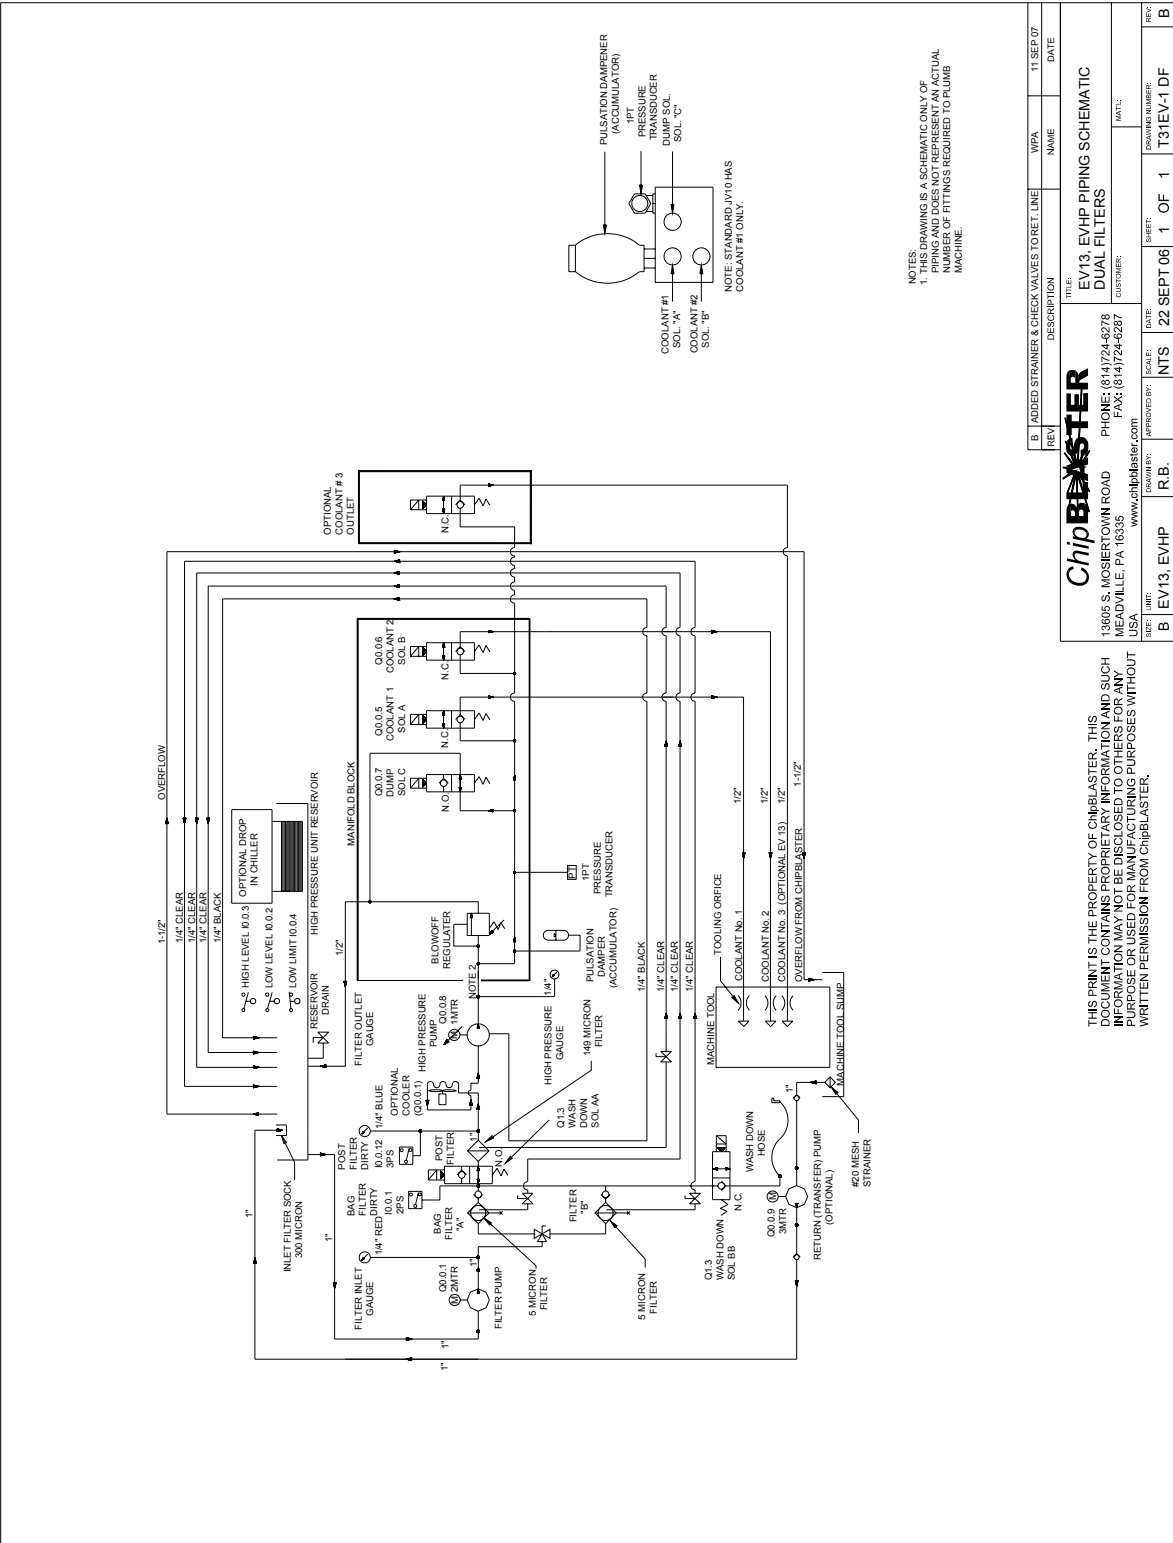 OVERFLOW
1-1/2"
1/4" CLEAR
1/4" CLEAR
1/4" CLEAR
1/4" BLACK
OPTIONAL DROP
IN CHILLER
HIGH LEVEL I0.0.3
LOW LEVEL I0.0.2
LOW LIMIT I0.0.4
HIGH PRESSURE UNIT RESERVOIR
RESERVOIR
DRAIN
1/2"
INLET FILTER SOCK
300 MICRON
1"
1"
1"
1"
1"
FILTER OUTLET
GAUGE
1/4" BLUE
POST
FILTER
DIRTY
I0.0.12
3PS
BAG
FILTER
DIRTY
I0.0.1
2PS
1/4" RED
FILTER INLET
GAUGE
Q0.0.1
2MTR
M
FILTER PUMP
1"
BAG
FILTER
"A"
5 MICRON
FILTER
FILTER
"B"
5 MICRON
FILTER
POST
FILTER
N.O.
1"
OPTIONAL
COOLER
(Q0.0.1)
HIGH PRESSURE
PUMP
Q0.0.8
1MTR
M
NOTE 2
1/4"
HIGH PRESSURE
GAUGE
149 MICRON
FILTER
Q1.3
WASH
DOWN
SOL AA
MANIFOLD BLOCK
BLOWOFF
REGULATER
Q0.0.7
DUMP
SOL C
N.O.
Q0.0.5
COOLANT 1
SOL A
N.C.
Q0.0.6
COOLANT 2
SOL B
N.C.
OPTIONAL
COOLANT # 3
OUTLET
N.C.
PT
1PT
PRESSURE
TRANSDUCER
PULSATION
DAMPER
(ACCUMULATOR)
1/4" BLACK
1/4" CLEAR
1/4" CLEAR
1/4" CLEAR
Q1.3
WASH DOWN
SOL BB
N.C.
WASH DOWN
HOSE
Q0.0.9
3MTR
M
RETURN (TRANSFER) PUMP
(OPTIONAL)
1"
#20 MESH
STRAINER
MACHINE TOOL
MACHINE TOOL SUMP
TOOLING ORFICE
COOLANT No. 1
1/2"
COOLANT No. 2
1/2"
COOLANT No. 3 (OPTIONAL EV 13)
1/2"
OVERFLOW FROM CHIPBLASTER
1-1/2"
PULSATION DAMPENER
(ACCUMULATOR)
1PT
PRESSURE
TRANSDUCER
DUMP SOL.
SOL. "C"
COOLANT #1
SOL. "A"
COOLANT #2
SOL. "B"
NOTE: STANDARD JV10 HAS
COOLANT #1 ONLY.
NOTES:
1. THIS DRAWING IS A SCHEMATIC ONLY OF
PIPING AND DOES NOT REPRESENT AN ACTUAL
NUMBER OF FITTINGS REQUIRED TO PLUMB
MACHINE.
THIS PRINT IS THE PROPERTY OF ChipBLASTER. THIS
DOCUMENT CONTAINS PROPRIETARY INFORMATION AND SUCH
INFORMATION MAY NOT BE DISCLOSED TO OTHERS FOR ANY
PURPOSE OR USED FOR MANUFACTURING PURPOSES WITHOUT
WRITTEN PERMISSION FROM ChipBLASTER.
B ADDED STRAINER & CHECK VALVES TO RET. LINE WPA 11 SEP 07
REV DESCRIPTION NAME DATE
ChipBLASTER
13605 S. MOSIERTOWN ROAD PHONE: (814)724-6278
MEADVILLE, PA 16335 FAX: (814)724-6287
USA www.chipblaster.com
TITLE:
EV13, EVHP PIPING SCHEMATIC
DUAL FILTERS
CUSTOMER: MAT'L:
SIZE: UNIT: DRAWN BY: APPROVED BY: SCALE: DATE: SHEET: DRAWING NUMBER: REV:
B EV13, EVHP R.B. NTS 22 SEPT 06 1 OF 1 T31EV-1 DF B